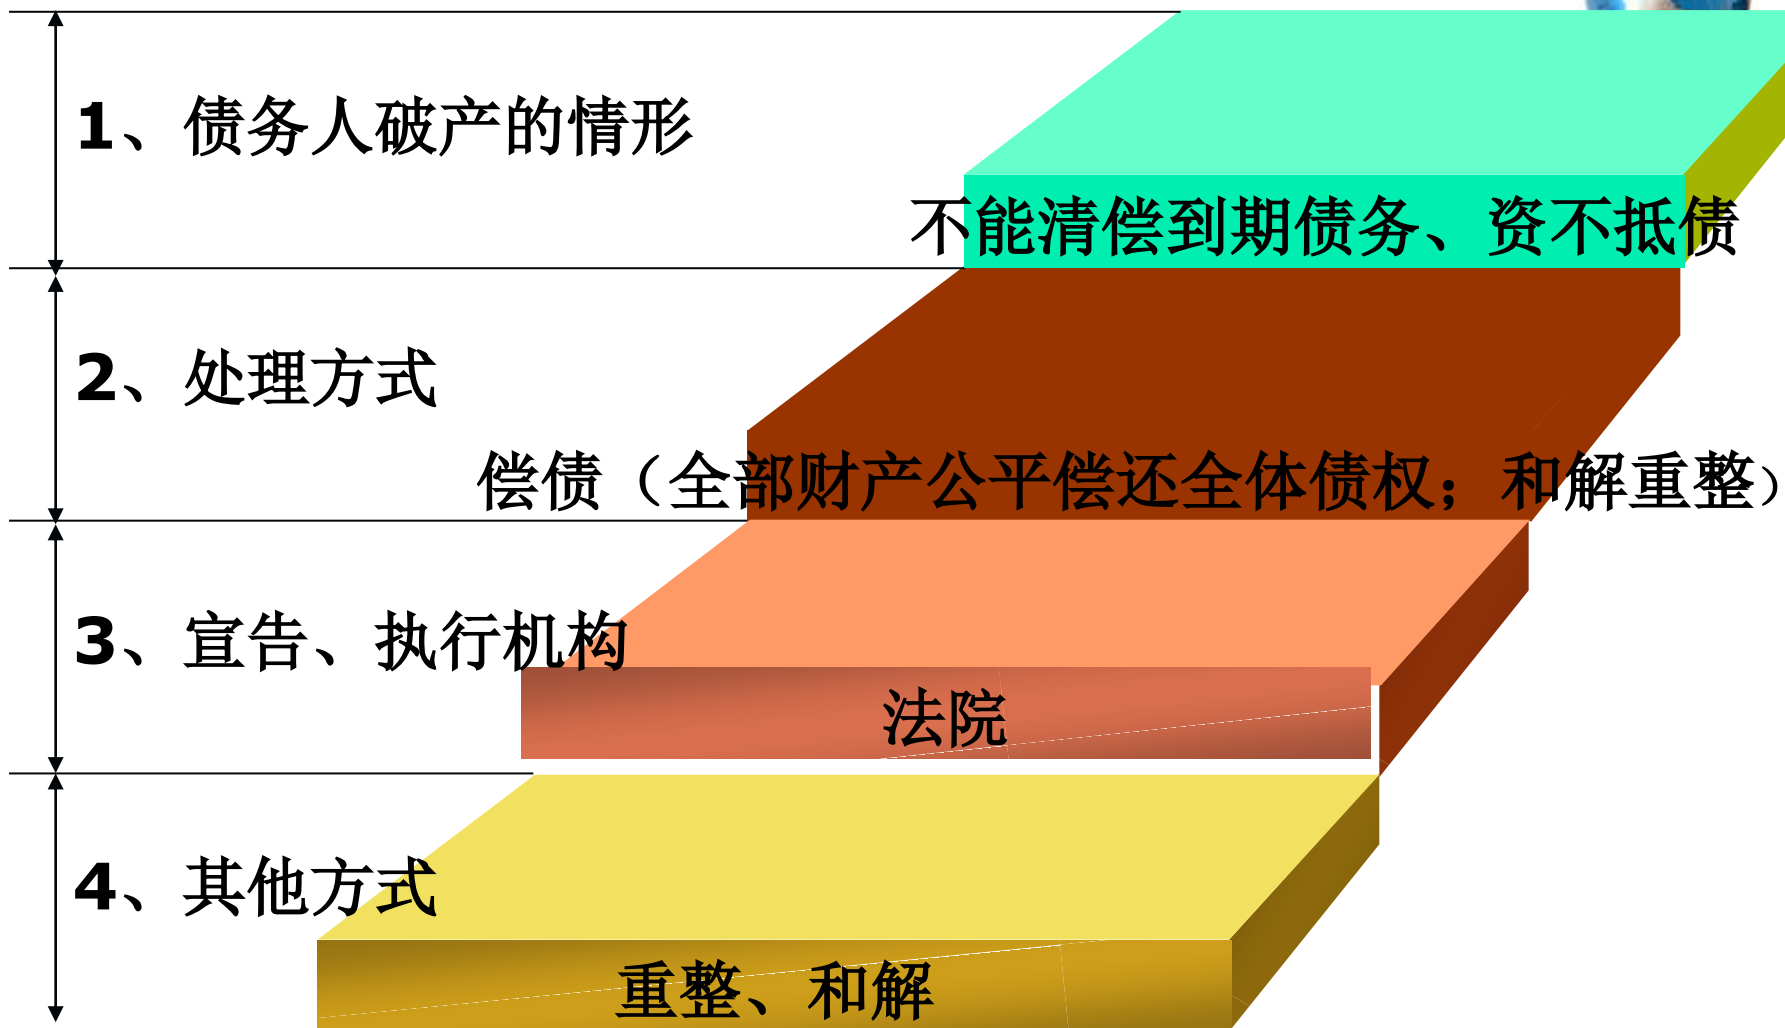 1、债务人破产的情形
不能清偿到期债务、资不抵债
2、处理方式
偿债（全部财产公平偿还全体债权；和解重整）
3、宣告、执行机构
法院
4、其他方式
重整、和解